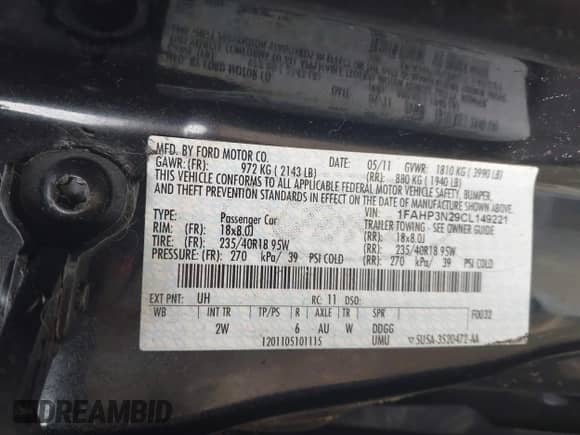 MFD. BY FORD MOTOR CO.
05/11 GVWR: 1810 KG ( 3990 LB)
GAWR: (FR): 972 KG ( 2143 LB) (RR): 880 KG ( 1940 LB)
THIS VEHICLE CONFORMS TO ALL APPLICABLE FEDERAL MOTOR VEHICLE SAFETY, BUMPER,
AND THEFT PREVENTION STANDARDS IN EFFECT ON THE DATE OF MANUFACTURE SHOWN ABOVE.
VIN: 1FAHP3N29CL149221
TYPE: Passenger Car TRAILER TOWING - SEE OWNER GUIDE
RIM: (FR): 18x8.0J (RR): 18x8.0J
TIRE: (FR): 235/40R18 95W (RR): 235/40R18 95W
PRESSURE: (FR): 270 kPa/ 39 PSI COLD (RR): 270 kPa/ 39 PSI COLD
EXT PNT: UH RC: 11 DSO: F0032
WB INT TR TP/PS R AXLE TR SPR
2W 6 AU W DDGG
1201105101115 UMU 5USA-3520472-AA
DREAMBID